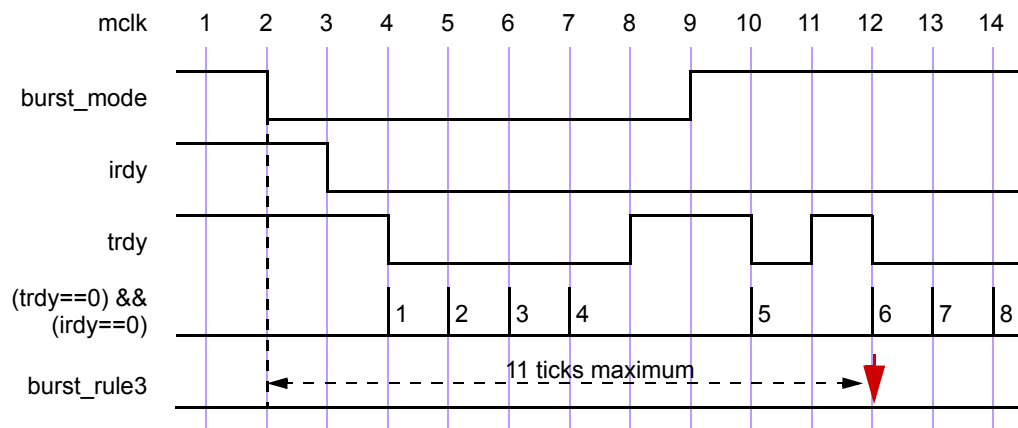 mclk 1 2 3 4 5 6 7 8 9 10 11 12 13 14
burst_mode
irdy
trdy
(trdy==0) &&
(irdy==0)
1 2 3 4 5 6 7 8
11 ticks maximum
burst_rule3